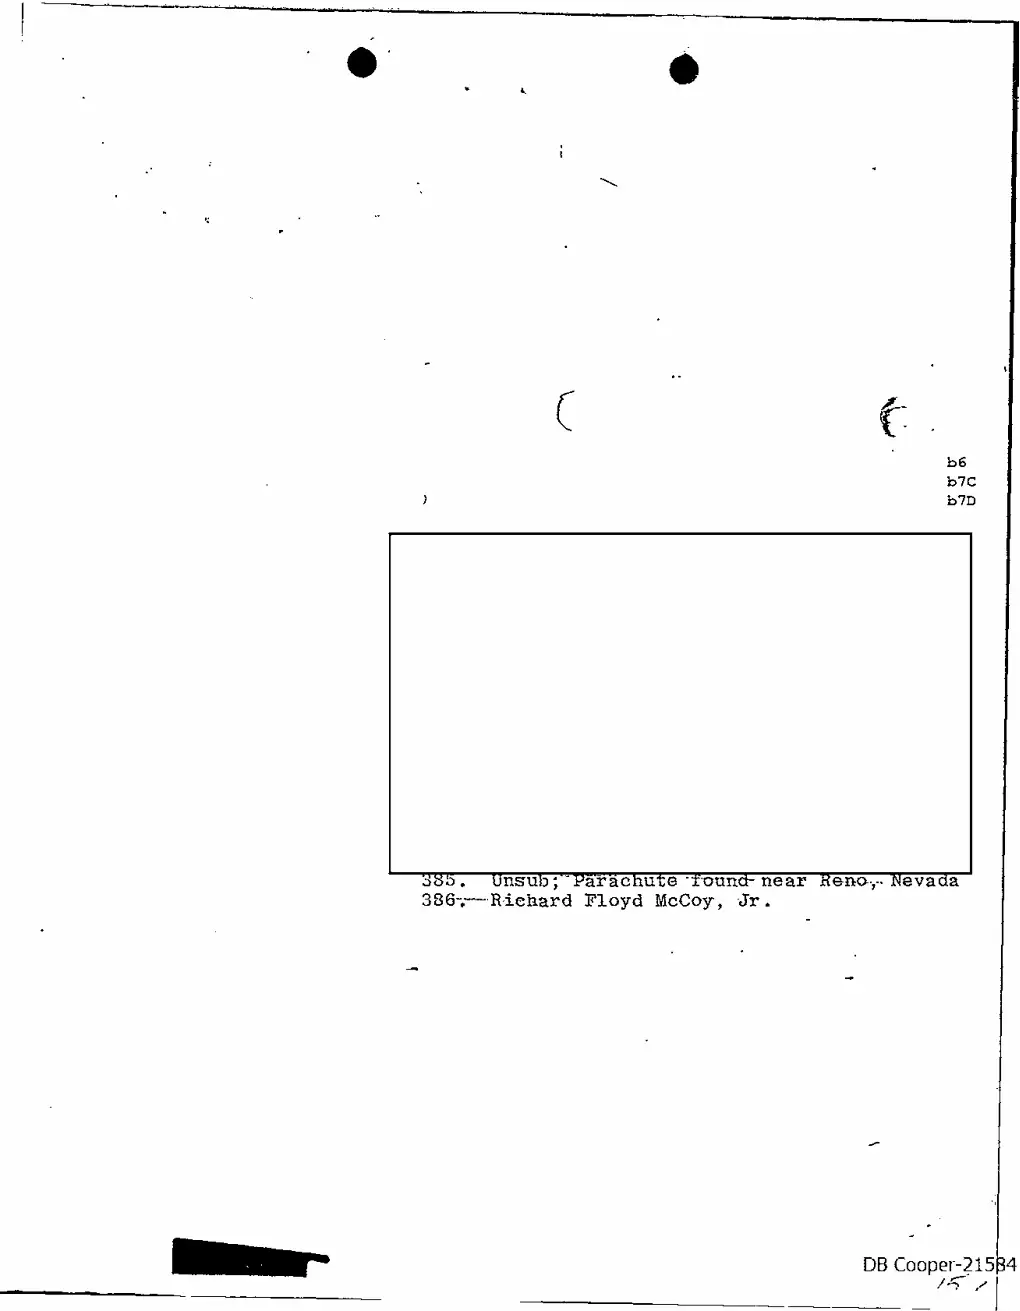 b6
b7C
b7D
385. Unsub; Parachute found near Reno, Nevada
386. Richard Floyd McCoy, Jr.
DB Cooper-21584